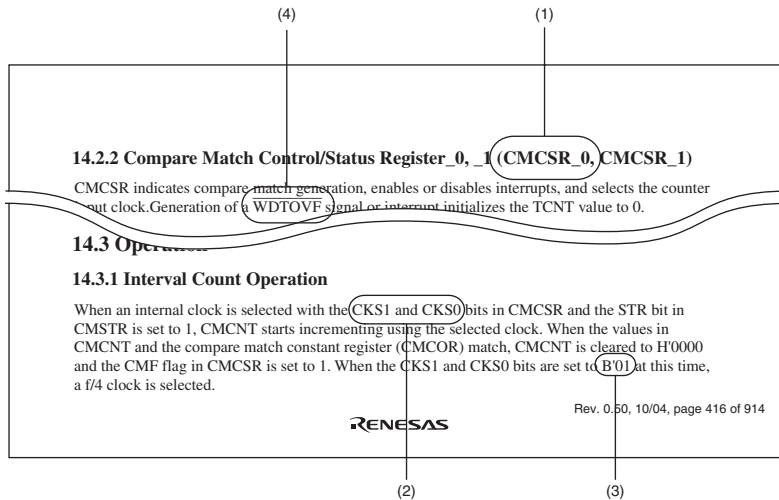 (4) (1)
14.2.2 Compare Match Control/Status Register_0, _1 (CMCSR_0, CMCSR_1)
CMCSR indicates compare match generation, enables or disables interrupts, and selects the counter
input clock.Generation of a WDTOVF signal or interrupt initializes the TCNT value to 0.
14.3 Operation
14.3.1 Interval Count Operation
When an internal clock is selected with the CKS1 and CKS0 bits in CMCSR and the STR bit in
CMSTR is set to 1, CMCNT starts incrementing using the selected clock. When the values in
CMCNT and the compare match constant register (CMCOR) match, CMCNT is cleared to H'0000
and the CMF flag in CMCSR is set to 1. When the CKS1 and CKS0 bits are set to B'01 at this time,
a f/4 clock is selected.
Rev. 0.50, 10/04, page 416 of 914
RENESAS
(2) (3)